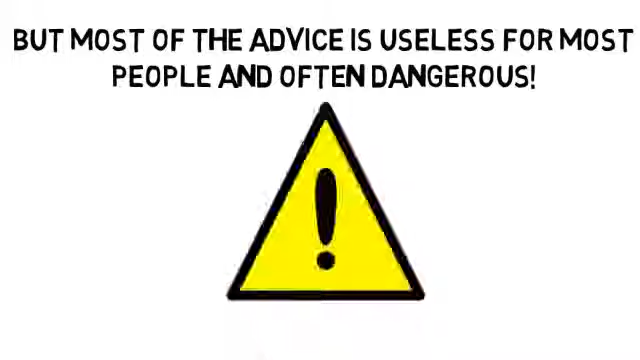 BUT MOST OF THE ADVICE IS USELESS FOR MOST
PEOPLE AND OFTEN DANGEROUS!
!